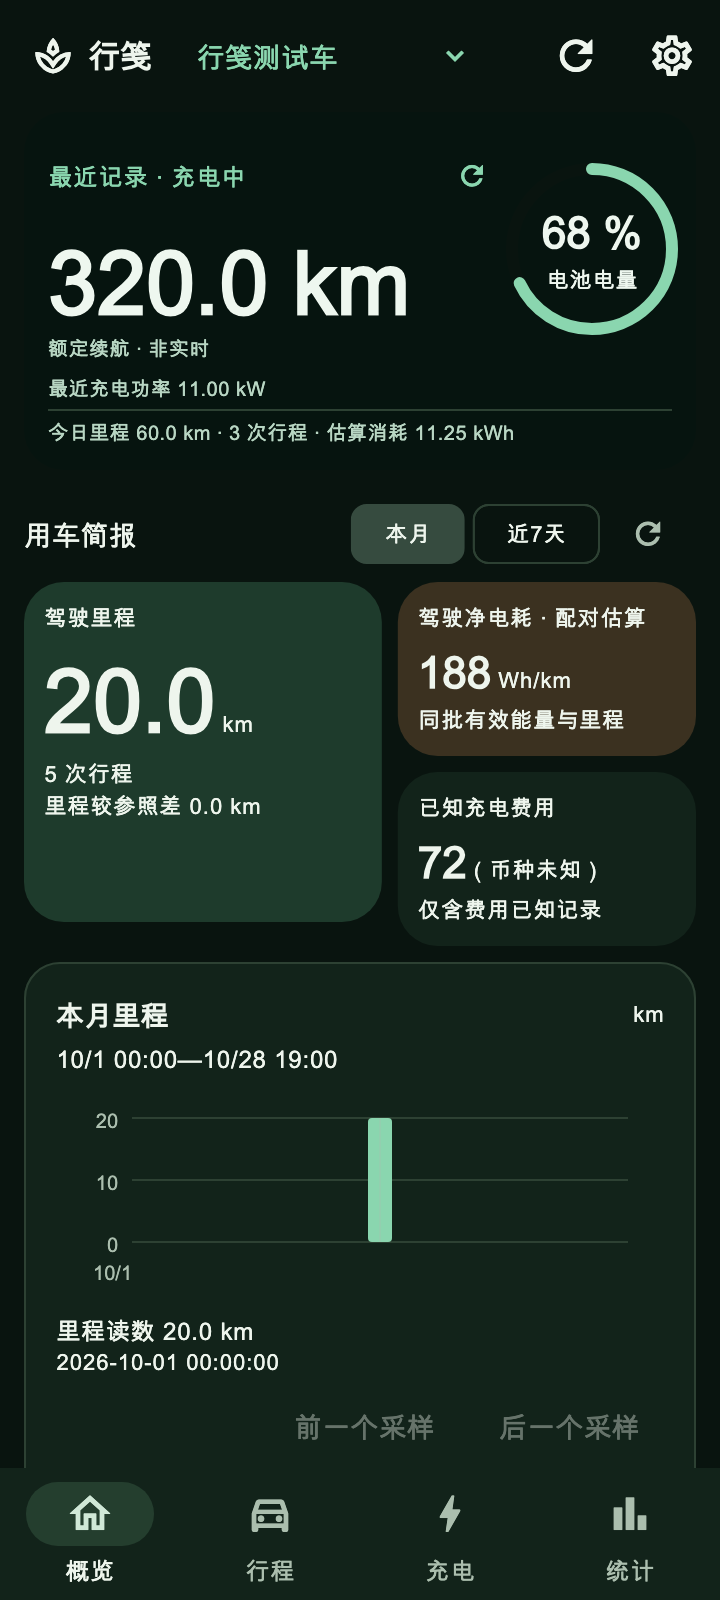 行笺 行笺测试车
最近记录 · 充电中
68 %
电池电量
320.0 km
额定续航 · 非实时
最近充电功率 11.00 kW
今日里程 60.0 km · 3 次行程 · 估算消耗 11.25 kWh
用车简报 本月 近7天
驾驶里程
20.0 km
5 次行程
里程较参照差 0.0 km
驾驶净电耗 · 配对估算
188 Wh/km
同批有效能量与里程
已知充电费用
72 ( 币种未知 )
仅含费用已知记录
本月里程 km
10/1 00:00—10/28 19:00
20
10
0
10/1
里程读数 20.0 km
2026-10-01 00:00:00
前一个采样 后一个采样
概览 行程 充电 统计